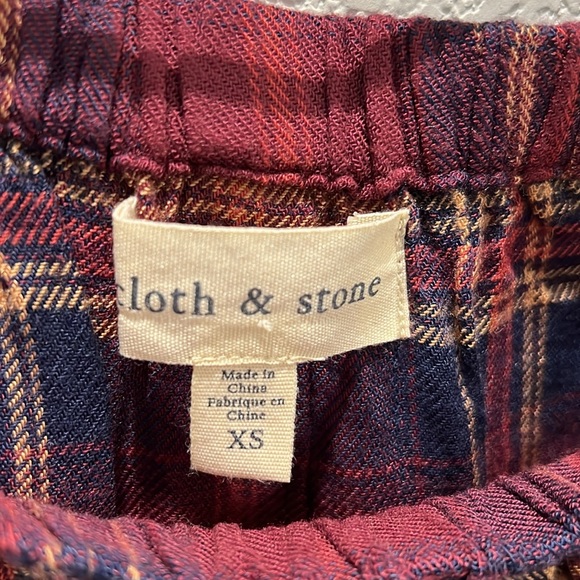 cloth & stone
Made in
China
Fabrique en
Chine
XS